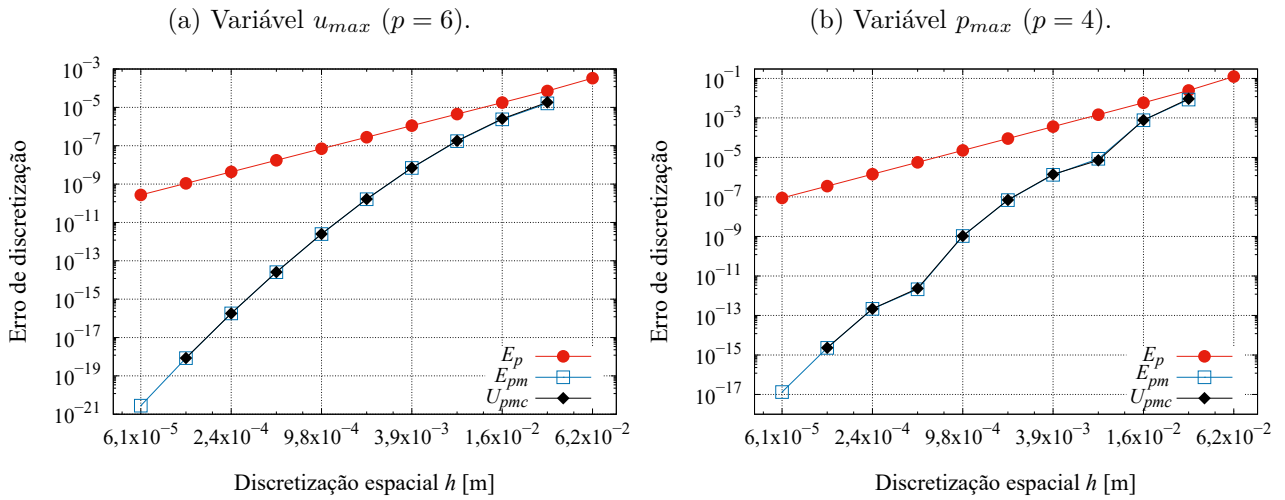 (a) Variável u_max (p = 6).
Erro de discretização
10^−3
10^−5
10^−7
10^−9
10^−11
10^−13
10^−15
10^−17
10^−19
10^−21
E_p
E_pm
U_pmc
6,1x10^−5 2,4x10^−4 9,8x10^−4 3,9x10^−3 1,6x10^−2 6,2x10^−2
Discretização espacial h [m]
(b) Variável p_max (p = 4).
Erro de discretização
10^−1
10^−3
10^−5
10^−7
10^−9
10^−11
10^−13
10^−15
10^−17
E_p
E_pm
U_pmc
6,1x10^−5 2,4x10^−4 9,8x10^−4 3,9x10^−3 1,6x10^−2 6,2x10^−2
Discretização espacial h [m]